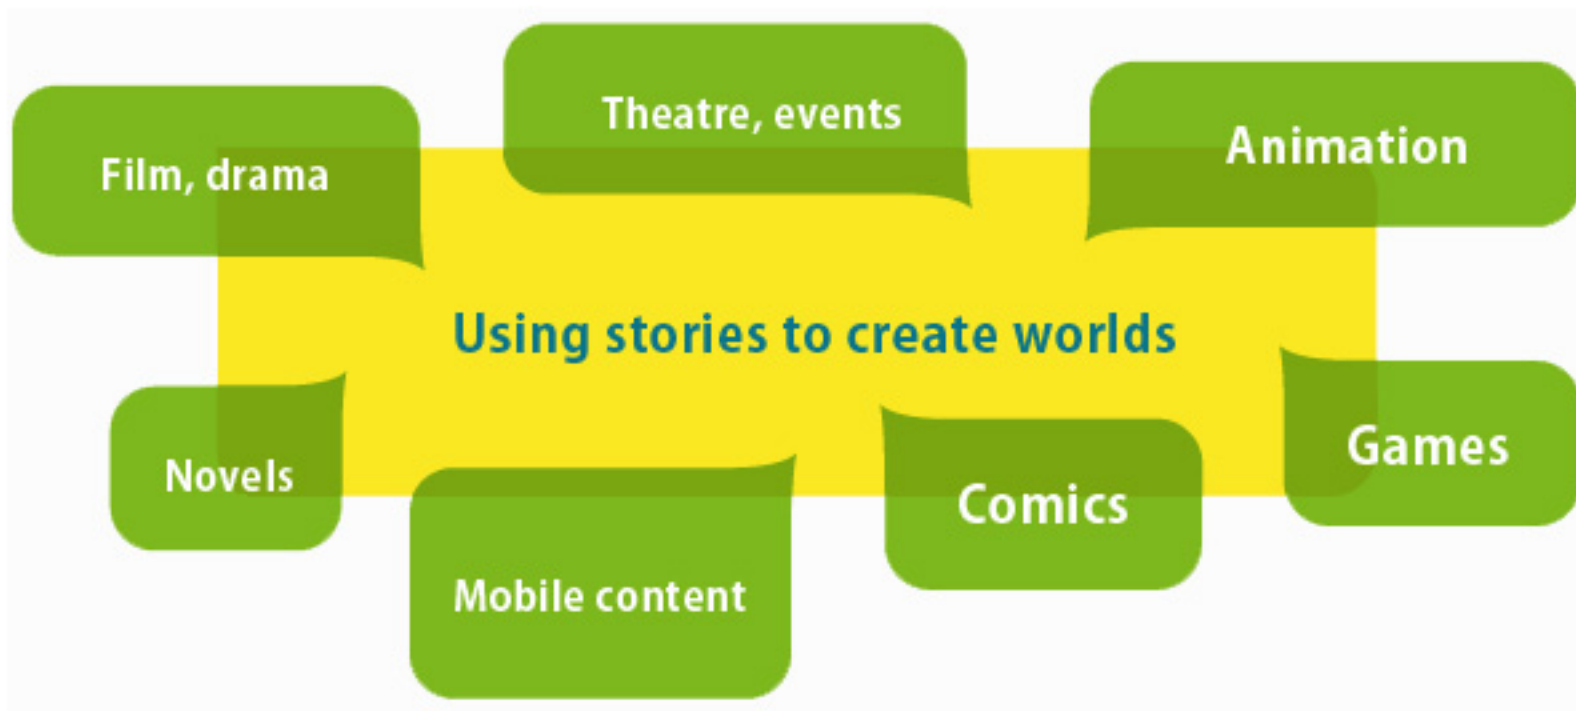 Theatre, events
Animation
Film, drama
Using stories to create worlds
Games
Novels
Comics
Mobile content